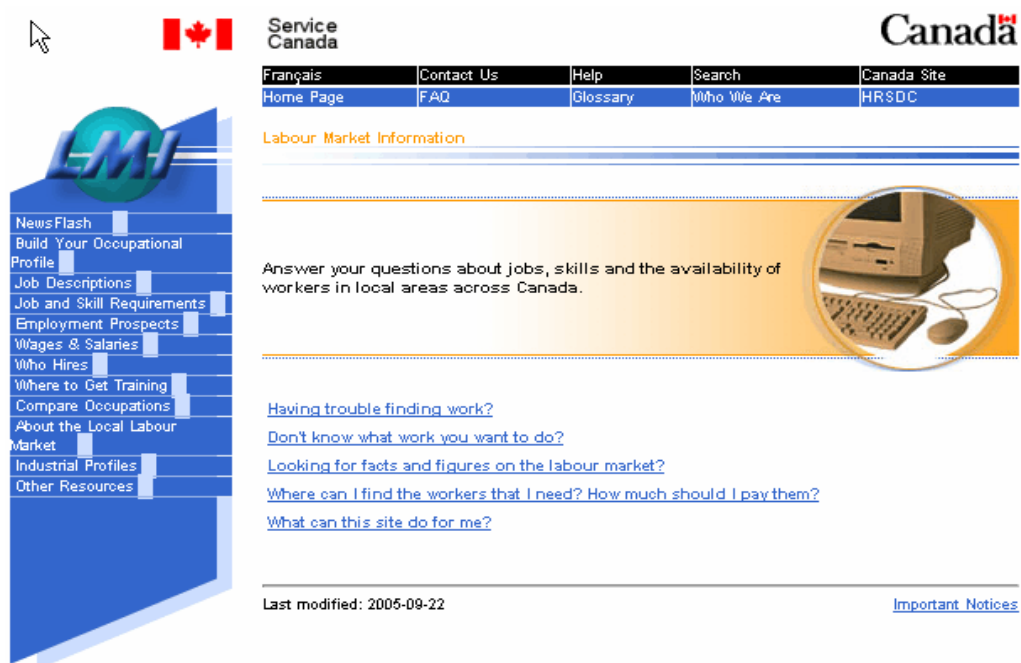 Service
Canada
Canada
Français Contact Us Help Search Canada Site
Home Page FAQ Glossary Who We Are HRSDC
Labour Market Information
LMI
NewsFlash
Build Your Occupational
Profile
Job Descriptions
Job and Skill Requirements
Employment Prospects
Wages & Salaries
Who Hires
Where to Get Training
Compare Occupations
About the Local Labour
Market
Industrial Profiles
Other Resources
Answer your questions about jobs, skills and the availability of
workers in local areas across Canada.
Having trouble finding work?
Don't know what work you want to do?
Looking for facts and figures on the labour market?
Where can I find the workers that I need? How much should I pay them?
What can this site do for me?
Last modified: 2005-09-22 Important Notices